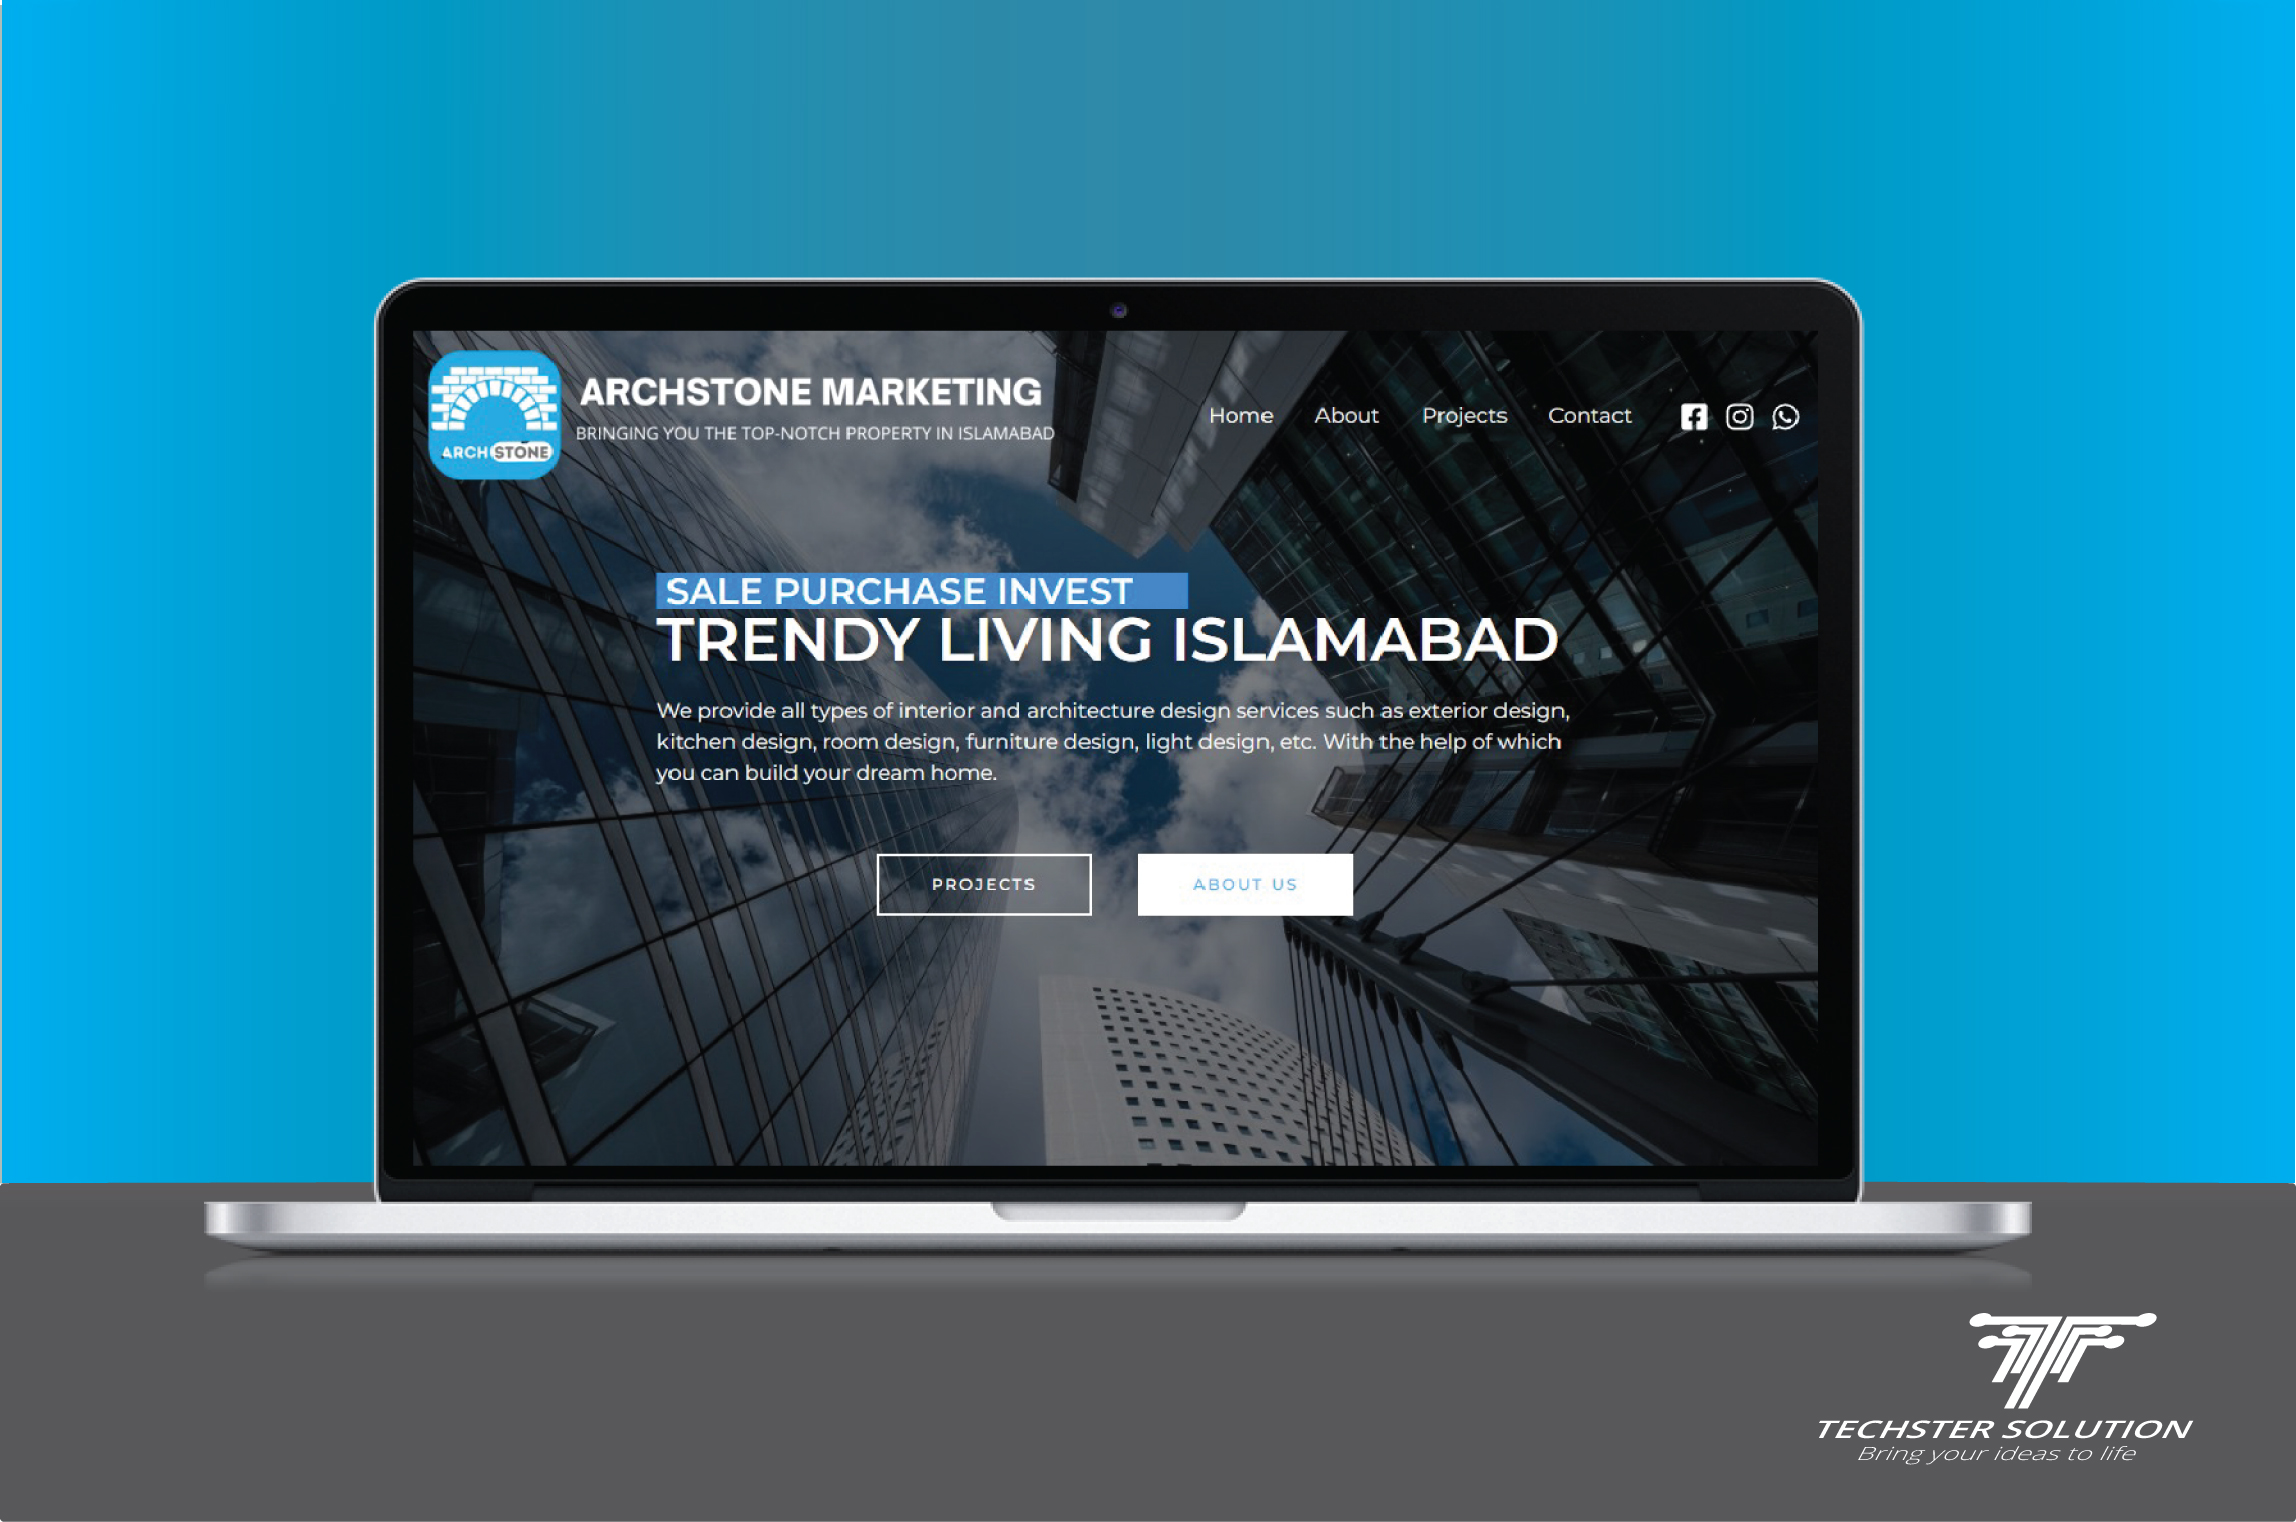 ARCHSTONE
ARCHSTONE MARKETING
BRINGING YOU THE TOP-NOTCH PROPERTY IN ISLAMABAD
Home About Projects Contact
SALE PURCHASE INVEST
TRENDY LIVING ISLAMABAD
We provide all types of interior and architecture design services such as exterior design,
kitchen design, room design, furniture design, light design, etc. With the help of which
you can build your dream home.
PROJECTS ABOUT US
TECHSTER SOLUTION
Bring your ideas to life